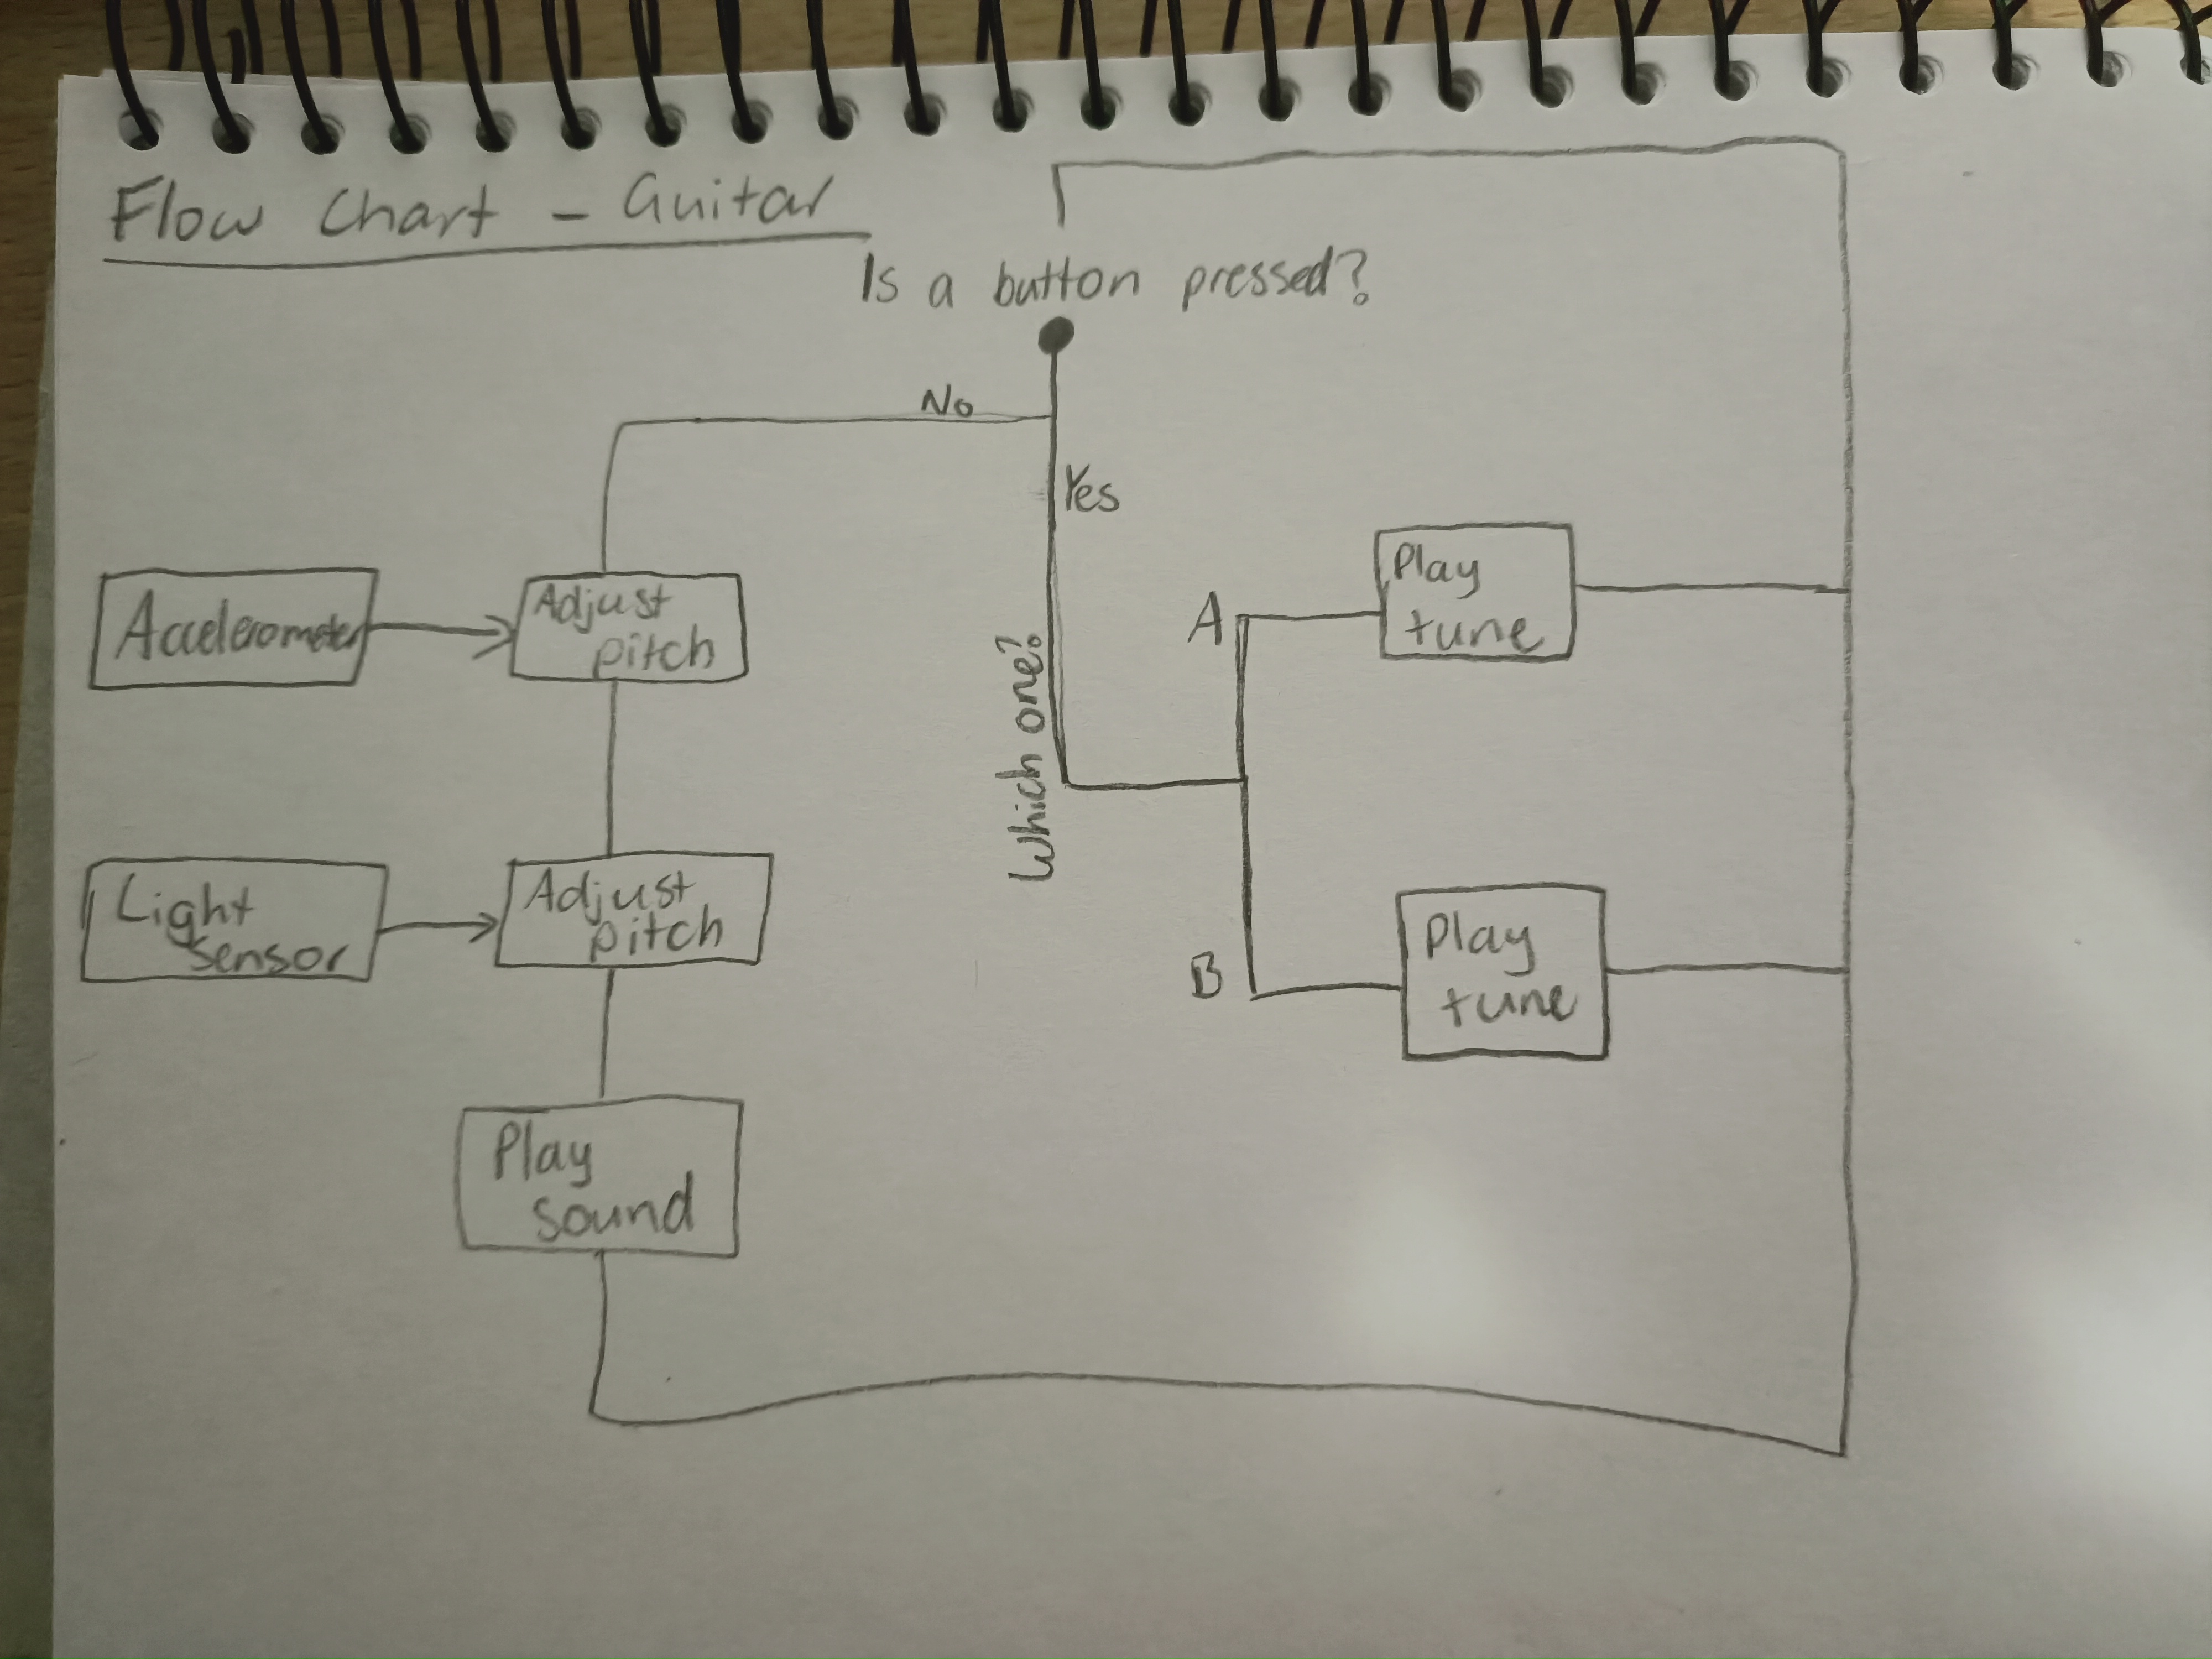 Flow Chart - Guitar
Is a button pressed?
No
Yes
Accelerometer
Adjust
pitch
Which one?
A
Play
tune
Light
sensor
Adjust
pitch
B
Play
tune
Play
sound